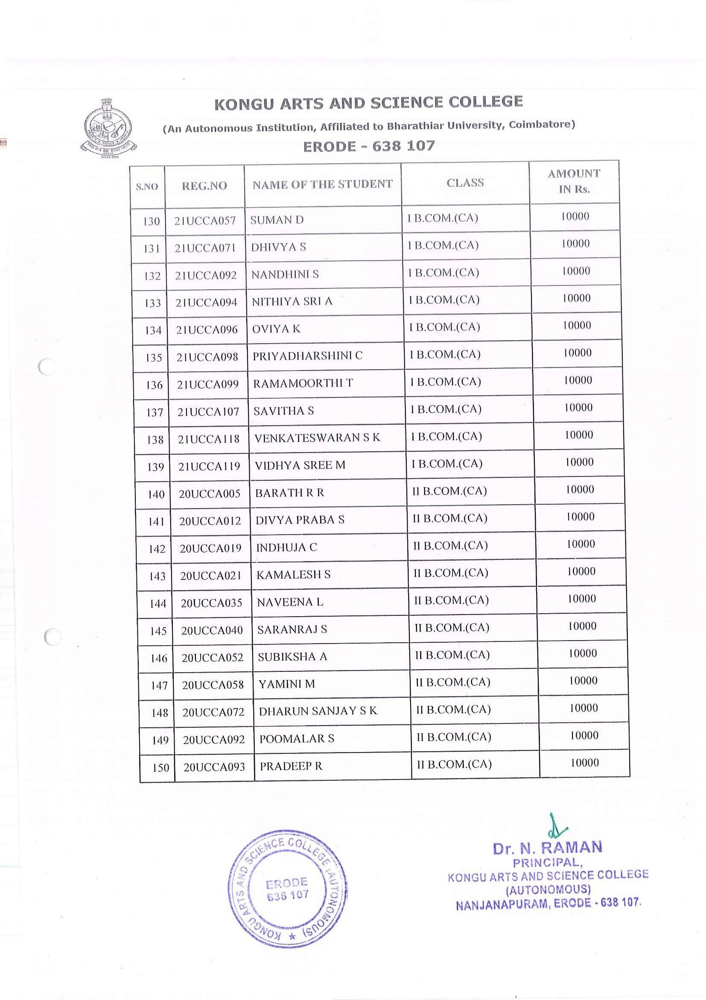 KONGU ARTS AND SCIENCE COLLEGE
(An Autonomous Institution, Affiliated to Bharathiar University, Coimbatore)
ERODE - 638 107
KONGU ARTS AND SCIENCE COLLEGE
ERODE
Since 1994
S.NO REG.NO NAME OF THE STUDENT CLASS AMOUNT IN Rs.
130 21UCCA057 SUMAN D I B.COM.(CA) 10000
131 21UCCA071 DHIVYA S I B.COM.(CA) 10000
132 21UCCA092 NANDHINI S I B.COM.(CA) 10000
133 21UCCA094 NITHIYA SRI A I B.COM.(CA) 10000
134 21UCCA096 OVIYA K I B.COM.(CA) 10000
135 21UCCA098 PRIYADHARSHINI C I B.COM.(CA) 10000
136 21UCCA099 RAMAMOORTHI T I B.COM.(CA) 10000
137 21UCCA107 SAVITHA S I B.COM.(CA) 10000
138 21UCCA118 VENKATESWARAN S K I B.COM.(CA) 10000
139 21UCCA119 VIDHYA SREE M I B.COM.(CA) 10000
140 20UCCA005 BARATH R R II B.COM.(CA) 10000
141 20UCCA012 DIVYA PRABA S II B.COM.(CA) 10000
142 20UCCA019 INDHUJA C II B.COM.(CA) 10000
143 20UCCA021 KAMALESH S II B.COM.(CA) 10000
144 20UCCA035 NAVEENA L II B.COM.(CA) 10000
145 20UCCA040 SARANRAJ S II B.COM.(CA) 10000
146 20UCCA052 SUBIKSHA A II B.COM.(CA) 10000
147 20UCCA058 YAMINI M II B.COM.(CA) 10000
148 20UCCA072 DHARUN SANJAY S K II B.COM.(CA) 10000
149 20UCCA092 POOMALAR S II B.COM.(CA) 10000
150 20UCCA093 PRADEEP R II B.COM.(CA) 10000
KONGU ARTS AND SCIENCE COLLEGE (AUTONOMOUS)
ERODE
638 107
Dr. N. RAMAN
PRINCIPAL,
KONGU ARTS AND SCIENCE COLLEGE
(AUTONOMOUS)
NANJANAPURAM, ERODE - 638 107.